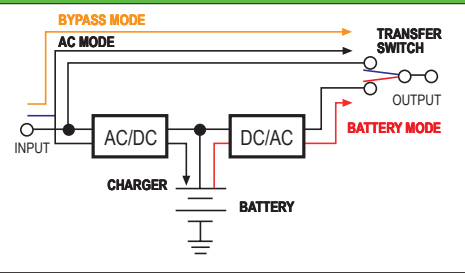 BYPASS MODE
AC MODE
TRANSFER
SWITCH
OUTPUT
INPUT
AC/DC
DC/AC
BATTERY MODE
CHARGER
BATTERY